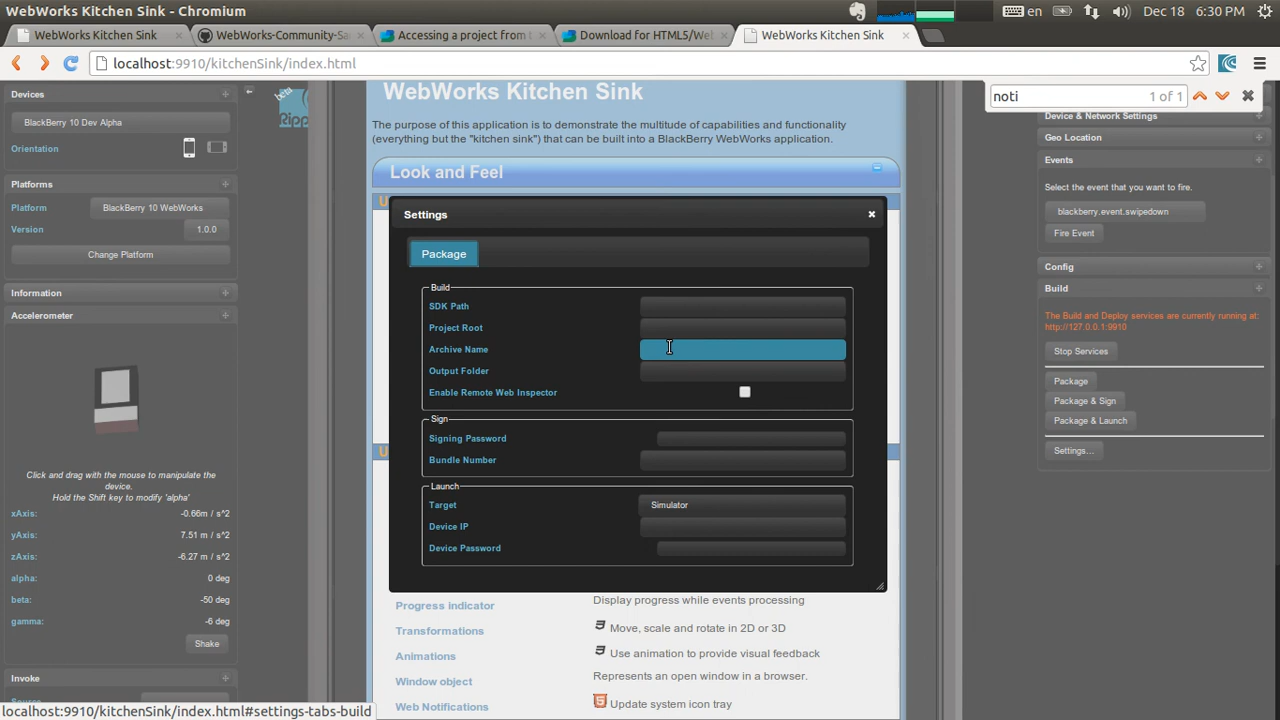 WebWorks Kitchen Sink - Chromium
en
Dec 18 6:30 PM
WebWorks Kitchen Sink
WebWorks-Community-Sa
Accessing a project from t
Download for HTML5/Web
WebWorks Kitchen Sink
localhost:9910/kitchenSink/index.html
noti
1 of 1
Devices
BlackBerry 10 Dev Alpha
Orientation
beta
Platforms
Platform BlackBerry 10 WebWorks
Version 1.0.0
Change Platform
Information
Accelerometer
Click and drag with the mouse to manipulate the
device.
Hold the Shift key to modify 'alpha'
xAxis: -0.66m / s^2
yAxis: 7.51 m / s^2
zAxis: -6.27 m / s^2
alpha: 0 deg
beta: -50 deg
gamma: -6 deg
Shake
Invoke
localhost:9910/kitchenSink/index.html#settings-tabs-build
WebWorks Kitchen Sink
The purpose of this application is to demonstrate the multitude of capabilities and functionality
(everything but the "kitchen sink") that can be built into a BlackBerry WebWorks application.
Look and Feel
Settings
Package
Build
SDK Path
Project Root
Archive Name
Output Folder
Enable Remote Web Inspector
Sign
Signing Password
Bundle Number
Launch
Target Simulator
Device IP
Device Password
Progress indicator Display progress while events processing
Transformations Move, scale and rotate in 2D or 3D
Animations Use animation to provide visual feedback
Window object Represents an open window in a browser.
Web Notifications Update system icon tray
Device & Network Settings
Geo Location
Events
Select the event that you want to fire.
blackberry.event.swipedown
Fire Event
Config
Build
The Build and Deploy services are currently running at:
http://127.0.0.1:9910
Stop Services
Package
Package & Sign
Package & Launch
Settings...